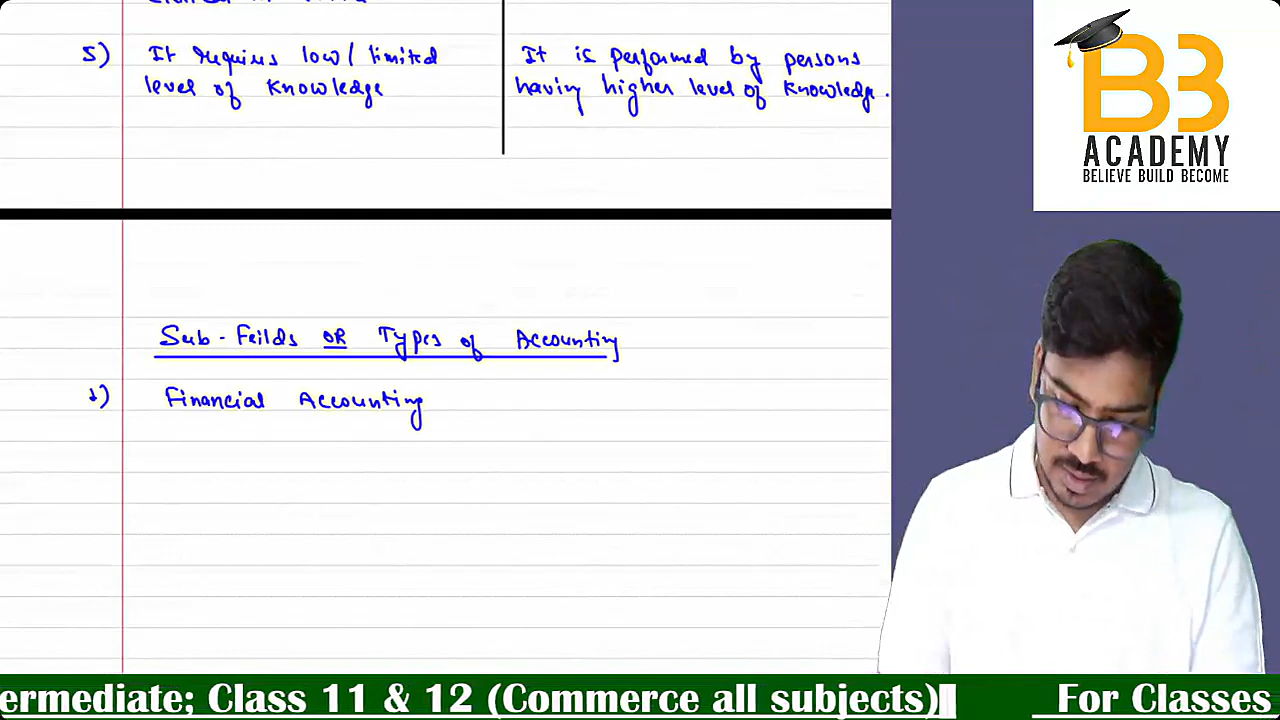 5) It requires low / limited
level of knowledge
It is performed by persons
having higher level of knowledge.
B3
ACADEMY
BELIEVE BUILD BECOME
Sub-Feilds OR Types of Accounting
1) Financial Accounting
ermediate; Class 11 & 12 (Commerce all subjects) For Classes